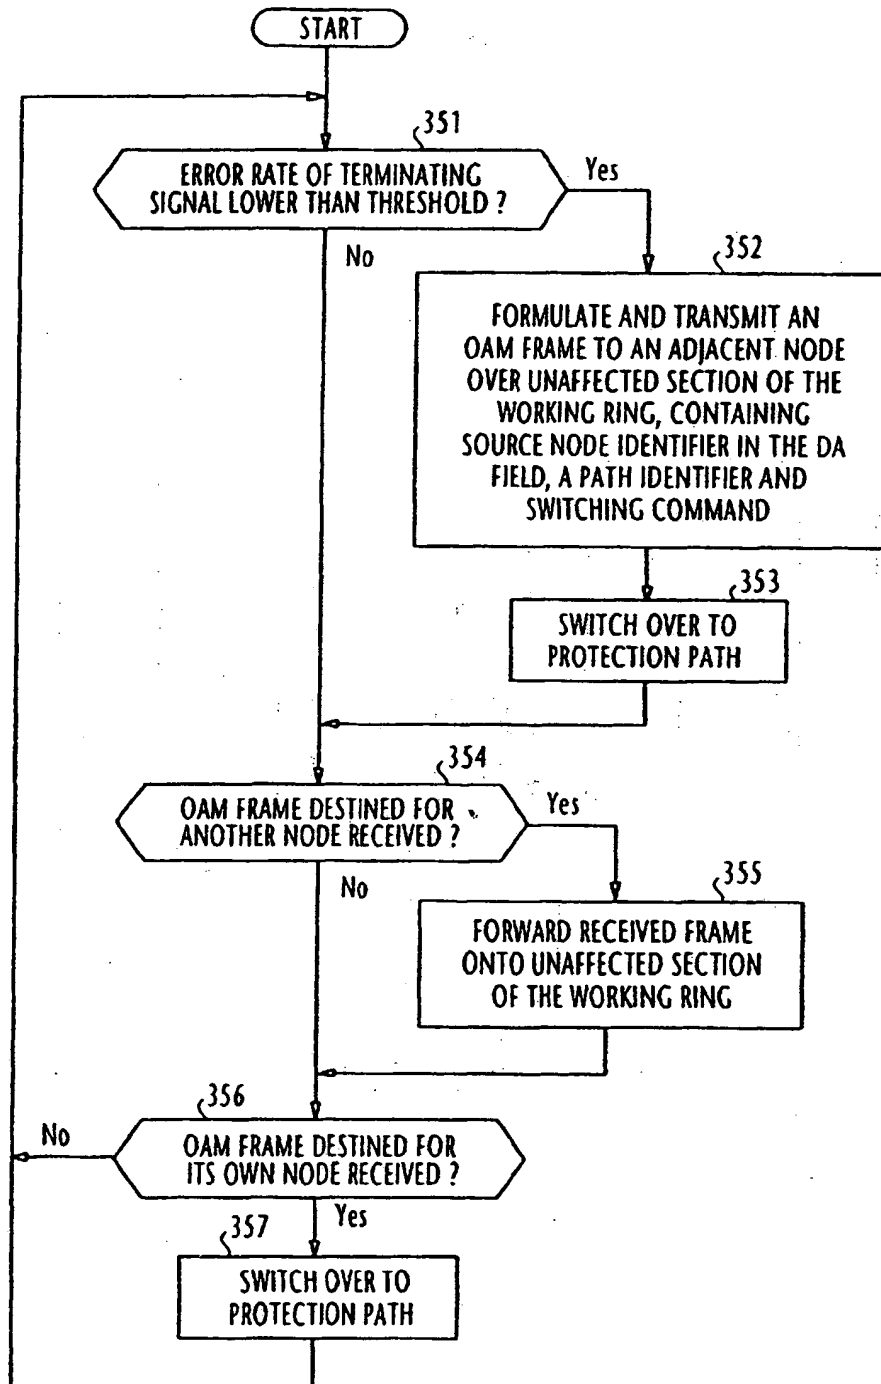 START
351
ERROR RATE OF TERMINATING
SIGNAL LOWER THAN THRESHOLD ?
Yes
No
352
FORMULATE AND TRANSMIT AN
OAM FRAME TO AN ADJACENT NODE
OVER UNAFFECTED SECTION OF THE
WORKING RING, CONTAINING
SOURCE NODE IDENTIFIER IN THE DA
FIELD, A PATH IDENTIFIER AND
SWITCHING COMMAND
353
SWITCH OVER TO
PROTECTION PATH
354
OAM FRAME DESTINED FOR
ANOTHER NODE RECEIVED ?
Yes
No
355
FORWARD RECEIVED FRAME
ONTO UNAFFECTED SECTION
OF THE WORKING RING
356
No
OAM FRAME DESTINED FOR
ITS OWN NODE RECEIVED ?
Yes
357
SWITCH OVER TO
PROTECTION PATH